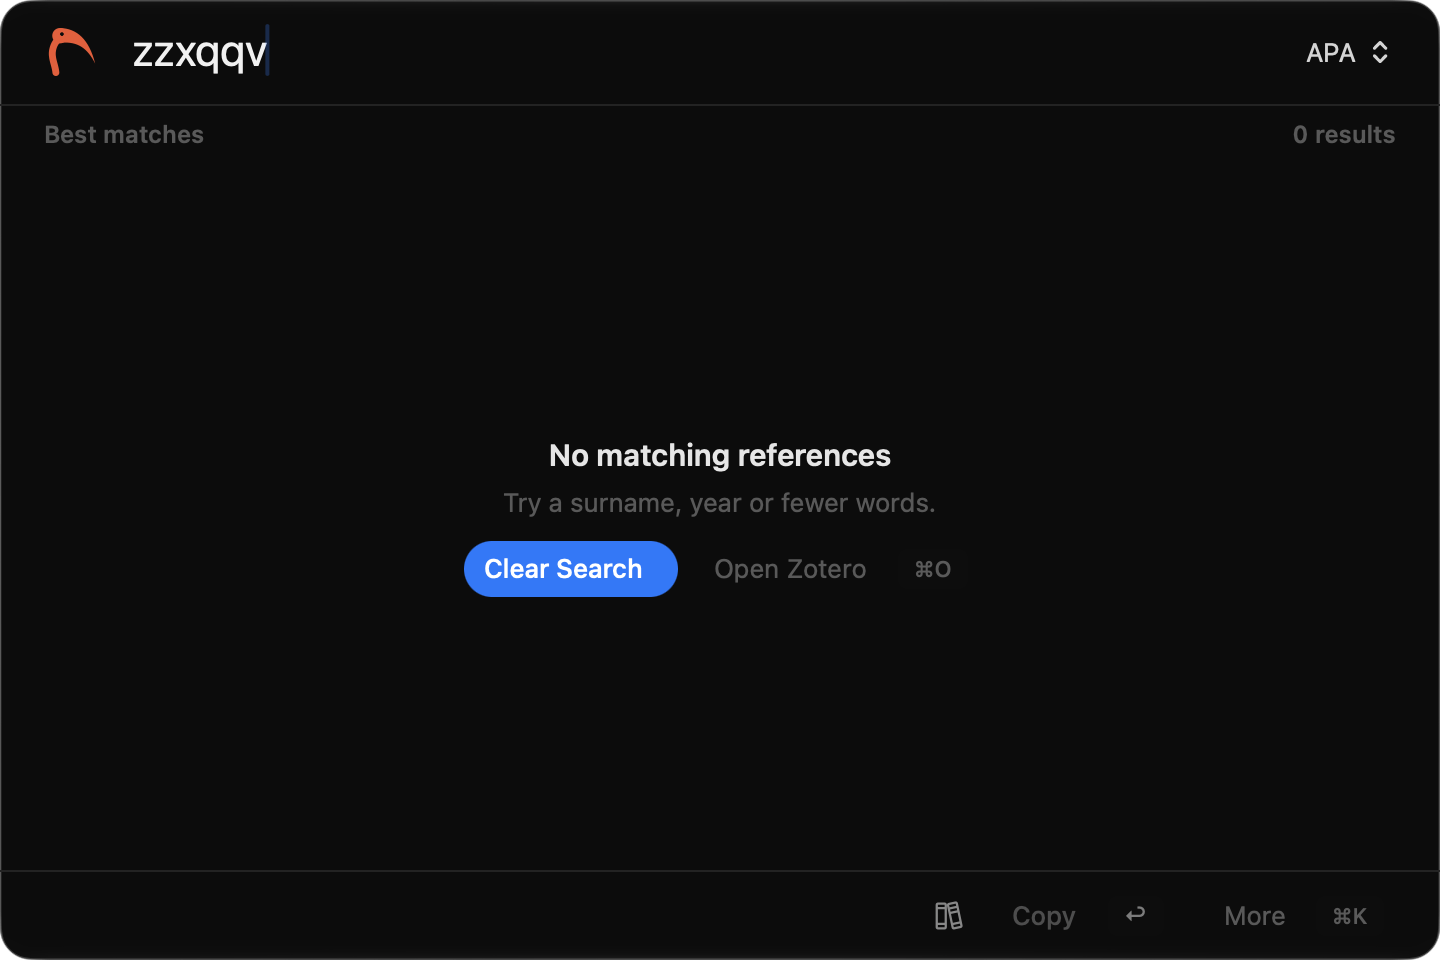 zzxqqv
APA
Best matches
0 results
No matching references
Try a surname, year or fewer words.
Clear Search
Open Zotero ⌘O
Copy ↩
More ⌘K